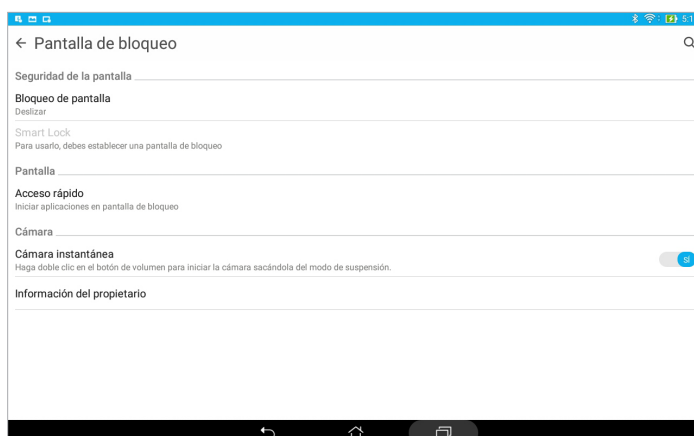 5:1
Pantalla de bloqueo
Seguridad de la pantalla
Bloqueo de pantalla
Deslizar
Smart Lock
Para usarlo, debes establecer una pantalla de bloqueo
Pantalla
Acceso rápido
Iniciar aplicaciones en pantalla de bloqueo
Cámara
Cámara instantánea
Haga doble clic en el botón de volumen para iniciar la cámara sacándola del modo de suspensión.
SÍ
Información del propietario